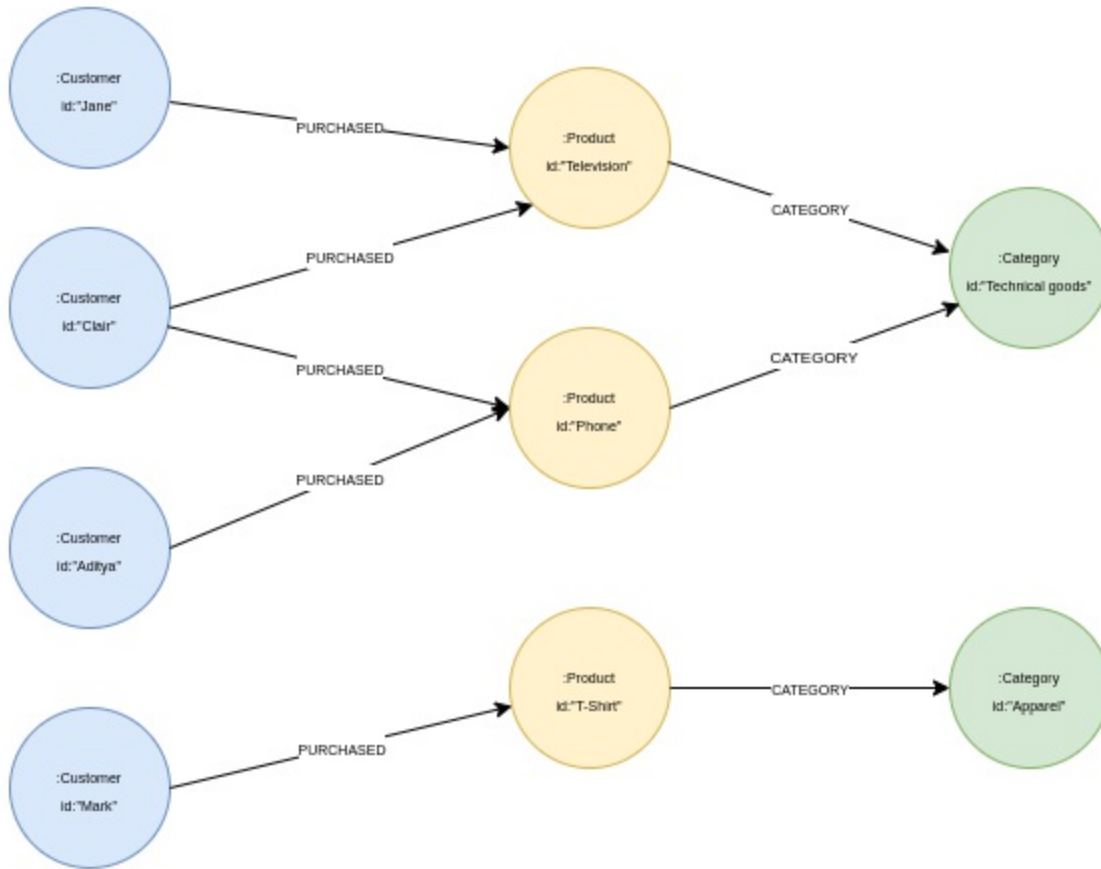 :Customer
id:"Jane"
PURCHASED
:Product
id:"Television"
CATEGORY
:Customer
id:"Clair"
PURCHASED
PURCHASED
:Category
id:"Technical goods"
:Product
id:"Phone"
CATEGORY
:Customer
id:"Aditya"
PURCHASED
:Product
id:"T-Shirt"
CATEGORY
:Category
id:"Apparel"
:Customer
id:"Mark"
PURCHASED